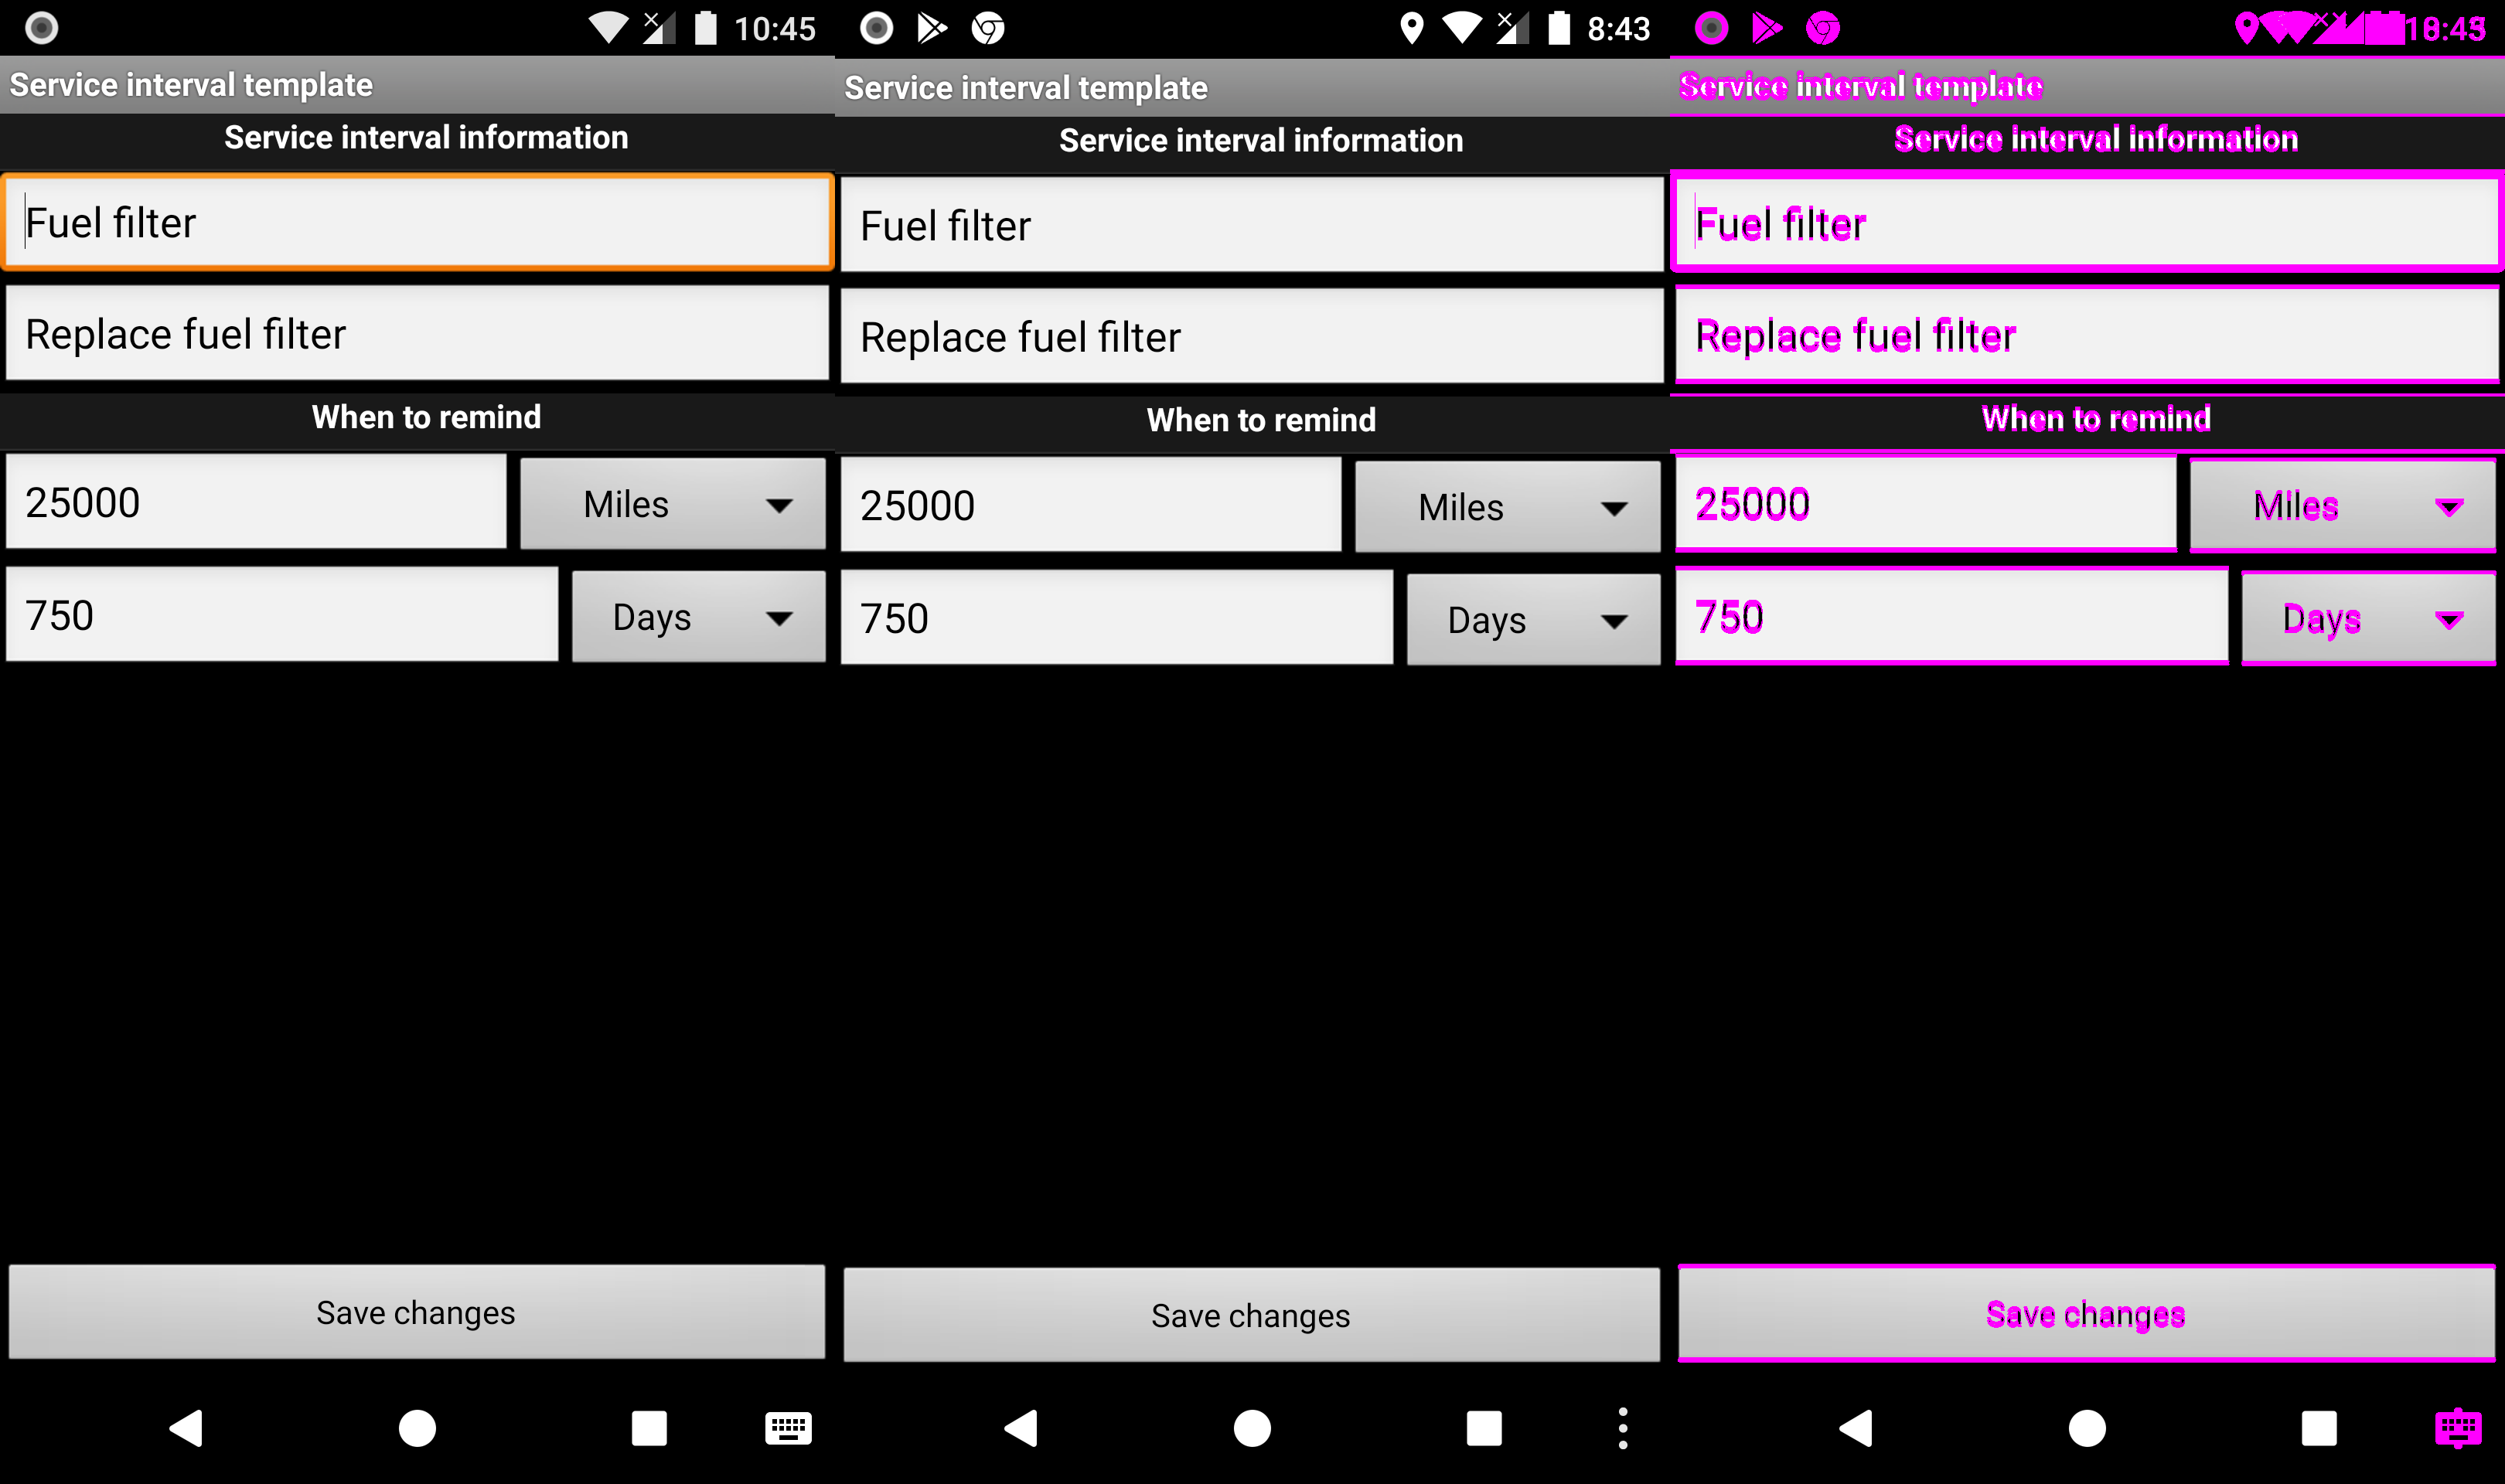 10:45
Service interval template
Service interval information
Fuel filter
Replace fuel filter
When to remind
25000
Miles
750
Days
Save changes
8:43
Service interval template
Service interval information
Fuel filter
Replace fuel filter
When to remind
25000
Miles
750
Days
Save changes
Service interval template
Service interval information
Fuel filter
Replace fuel filter
When to remind
25000
Miles
750
Days
Save changes